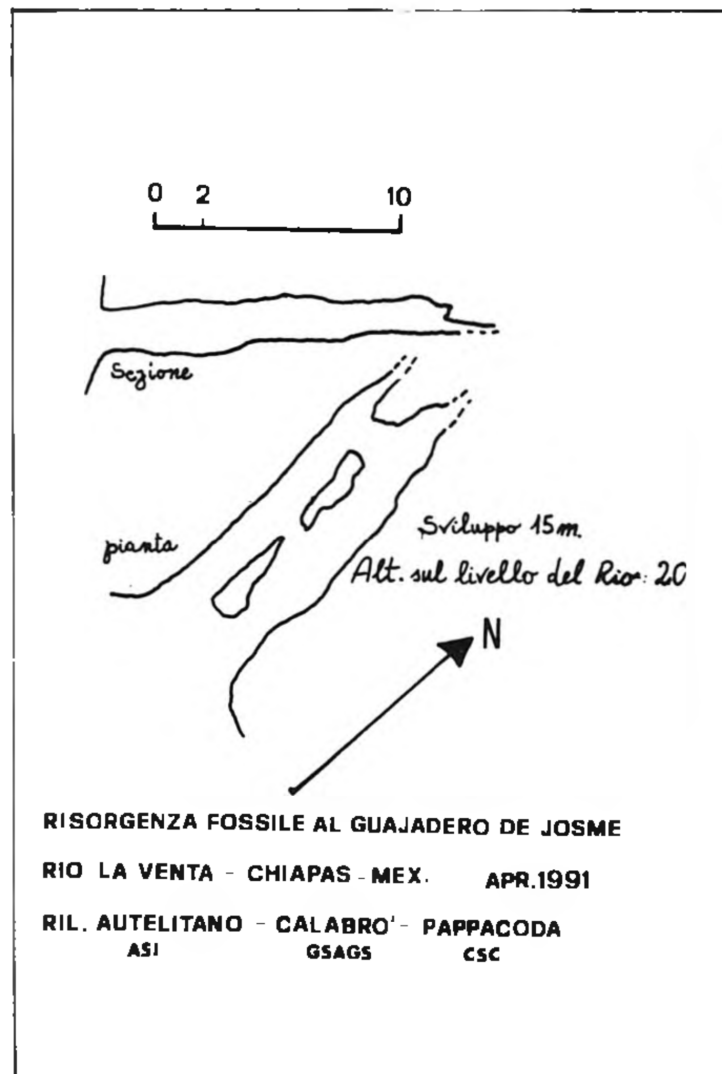 0 2 10
Sezione
pianta
Sviluppo 15m.
Alt. sul livello del Rio: 20
N
RISORGENZA FOSSILE AL GUAJADERO DE JOSME
RIO LA VENTA - CHIAPAS - MEX. APR.1991
RIL. AUTELITANO - CALABRO' - PAPPACODA
ASI GSAGS CSC